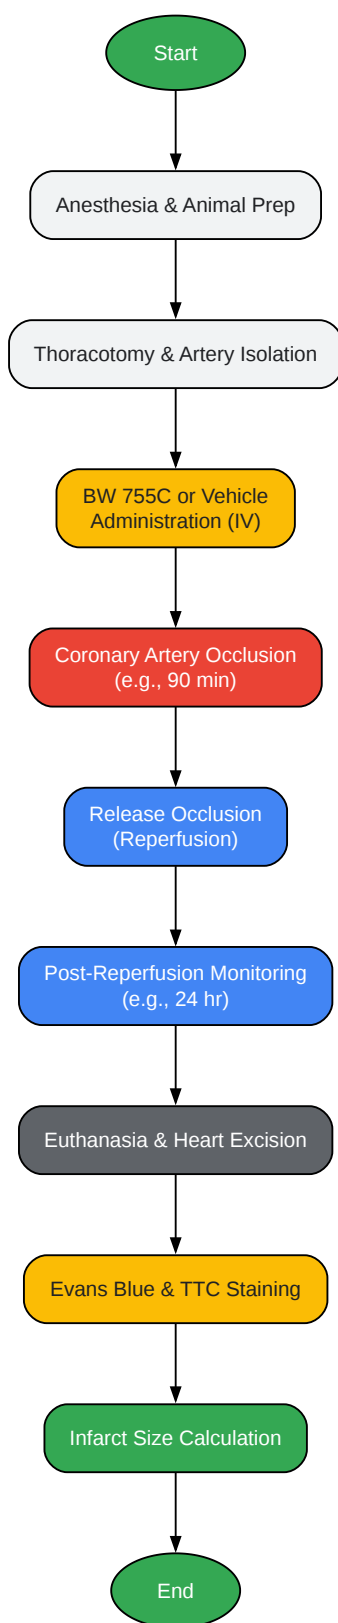 Start
Anesthesia & Animal Prep
Thoracotomy & Artery Isolation
BW 755C or Vehicle
Administration (IV)
Coronary Artery Occlusion
(e.g., 90 min)
Release Occlusion
(Reperfusion)
Post-Reperfusion Monitoring
(e.g., 24 hr)
Euthanasia & Heart Excision
Evans Blue & TTC Staining
Infarct Size Calculation
End